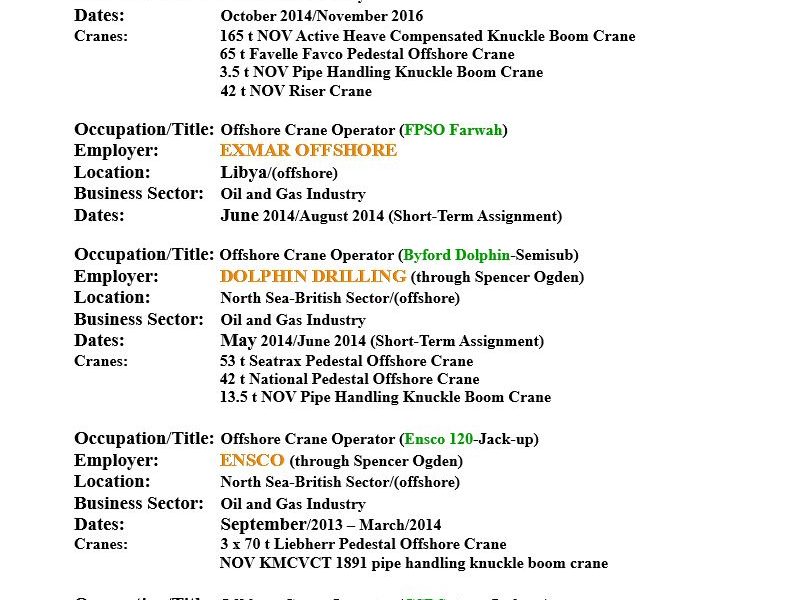 Dates: October 2014/November 2016
Cranes: 165 t NOV Active Heave Compensated Knuckle Boom Crane
65 t Favelle Favco Pedestal Offshore Crane
3.5 t NOV Pipe Handling Knuckle Boom Crane
42 t NOV Riser Crane
Occupation/Title: Offshore Crane Operator (FPSO Farwah)
Employer: EXMAR OFFSHORE
Location: Libya/(offshore)
Business Sector: Oil and Gas Industry
Dates: June 2014/August 2014 (Short-Term Assignment)
Occupation/Title: Offshore Crane Operator (Byford Dolphin-Semisub)
Employer: DOLPHIN DRILLING (through Spencer Ogden)
Location: North Sea-British Sector/(offshore)
Business Sector: Oil and Gas Industry
Dates: May 2014/June 2014 (Short-Term Assignment)
Cranes: 53 t Seatrax Pedestal Offshore Crane
42 t National Pedestal Offshore Crane
13.5 t NOV Pipe Handling Knuckle Boom Crane
Occupation/Title: Offshore Crane Operator (Ensco 120-Jack-up)
Employer: ENSCO (through Spencer Ogden)
Location: North Sea-British Sector/(offshore)
Business Sector: Oil and Gas Industry
Dates: September/2013 – March/2014
Cranes: 3 x 70 t Liebherr Pedestal Offshore Crane
NOV KMCVCT 1891 pipe handling knuckle boom crane